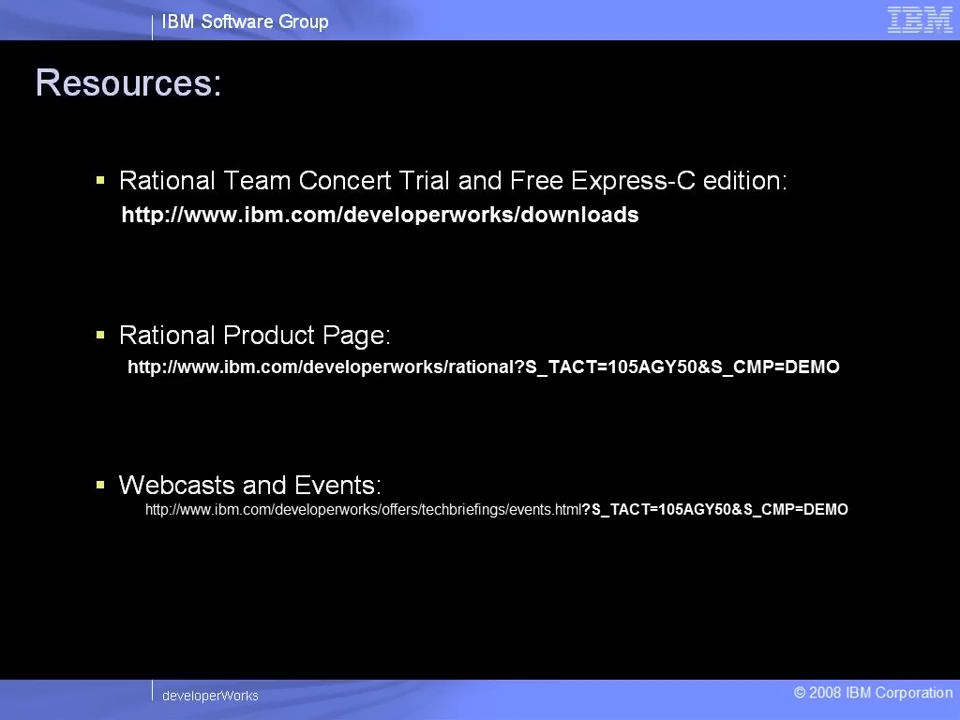 IBM Software Group
IBM
Resources:
▪ Rational Team Concert Trial and Free Express-C edition:
http://www.ibm.com/developerworks/downloads
▪ Rational Product Page:
http://www.ibm.com/developerworks/rational?S_TACT=105AGY50&S_CMP=DEMO
▪ Webcasts and Events:
http://www.ibm.com/developerworks/offers/techbriefings/events.html?S_TACT=105AGY50&S_CMP=DEMO
developerWorks
© 2008 IBM Corporation